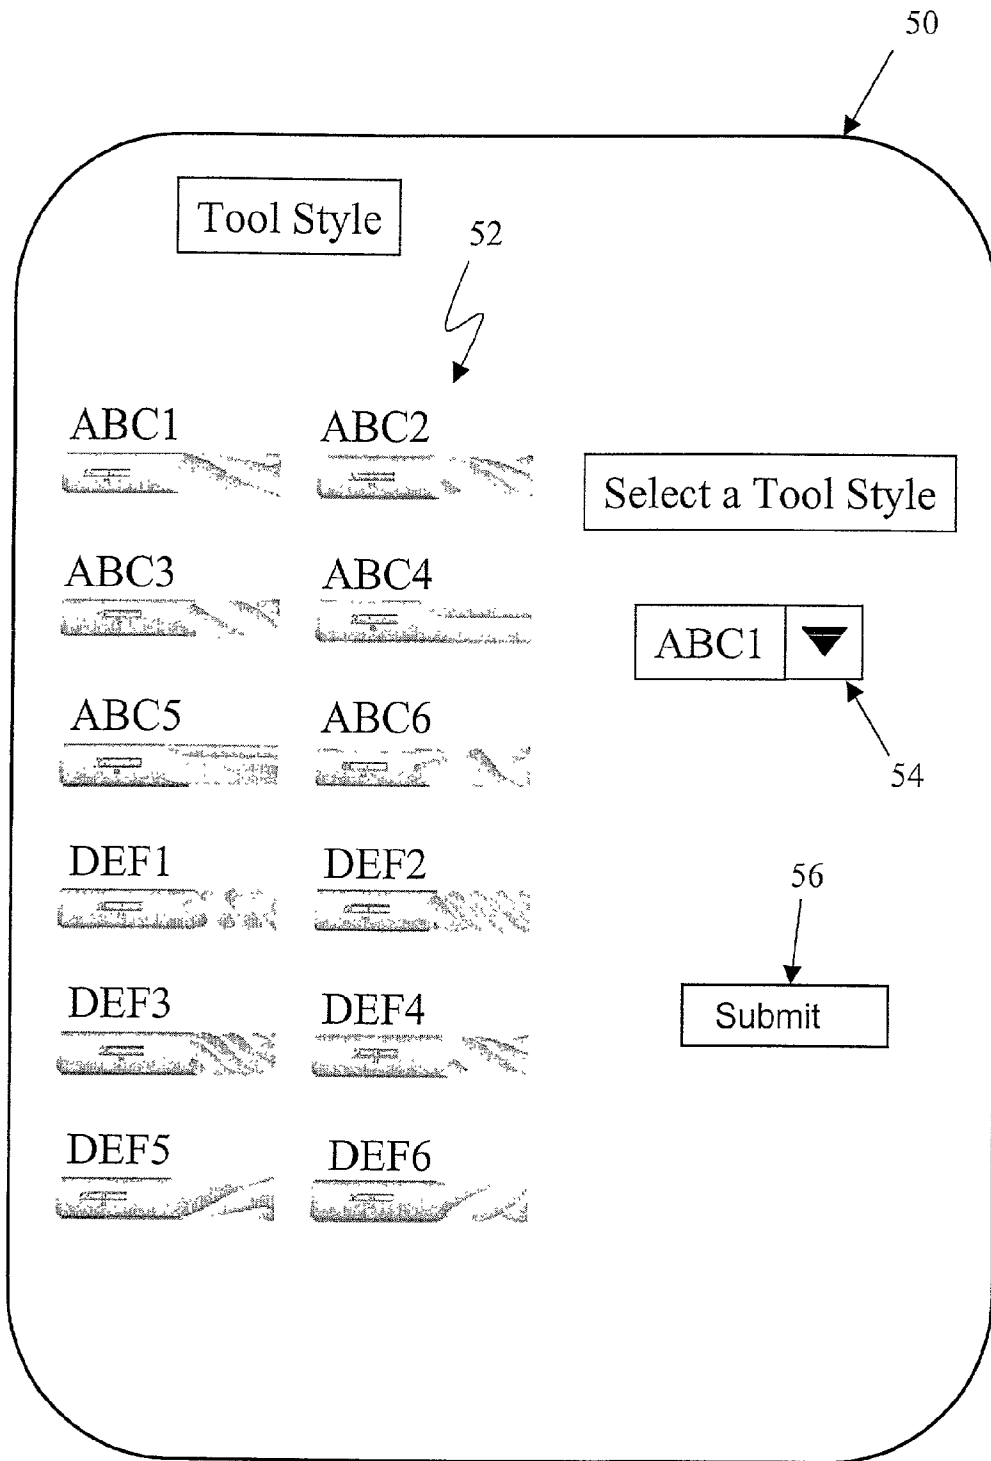 50
Tool Style
52
ABC1 ABC2
Select a Tool Style
ABC3 ABC4
ABC1
ABC5 ABC6
54
DEF1 DEF2
56
DEF3 DEF4
Submit
DEF5 DEF6